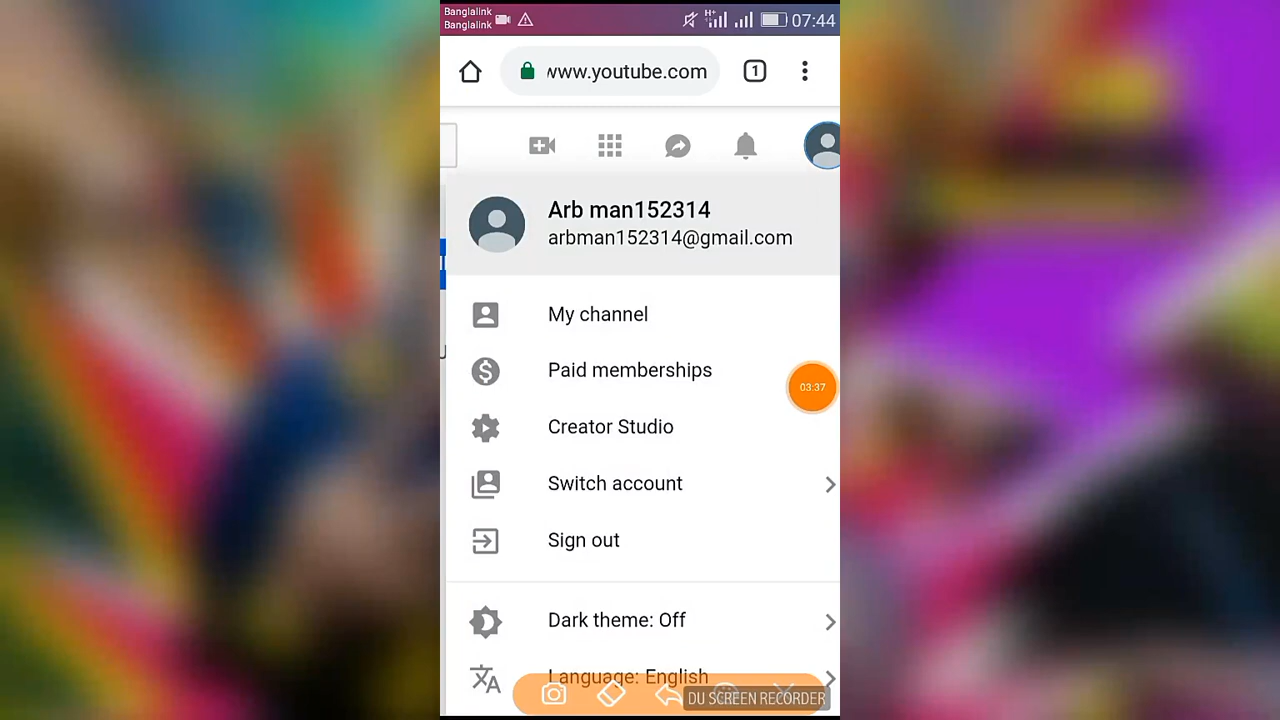 Banglalink
Banglalink
H+
07:44
www.youtube.com
1
Arb man152314
arbman152314@gmail.com
My channel
Paid memberships
03:37
Creator Studio
Switch account
Sign out
Dark theme: Off
Language: English
DU SCREEN RECORDER